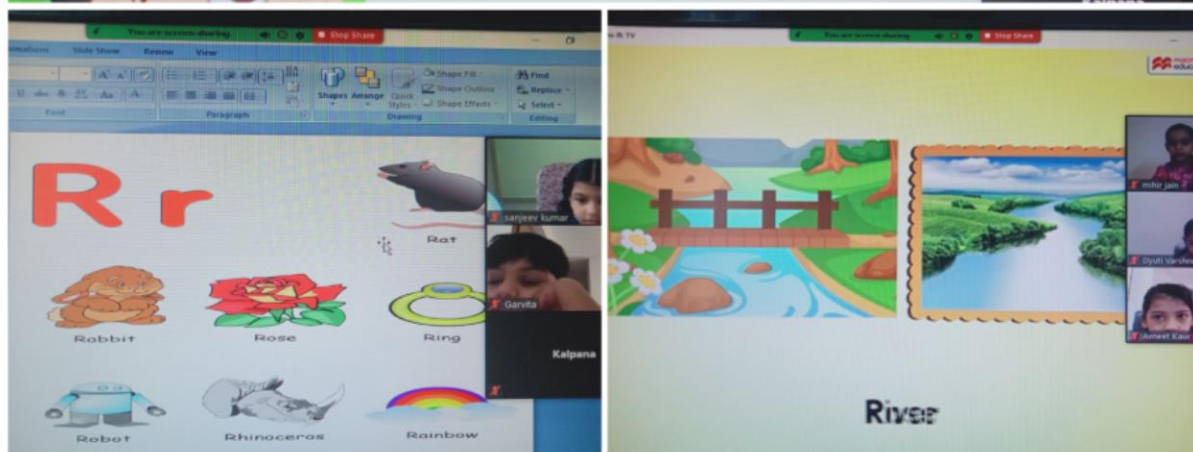 Kalpana
You are screen sharing Stop Share
Slide Show Review View
Shape Fill
Shape Outline
Shape Effects
Shapes Arrange Quick Styles
Find
Replace
Select
Font Paragraph Drawing Editing
R r
Rat
Rabbit Rose Ring
Robot Rhinoceros Rainbow
sanjeev kumar
Garvita
Kalpana
You are screen sharing Stop Share
mihir jain
Avneet Kaur
River